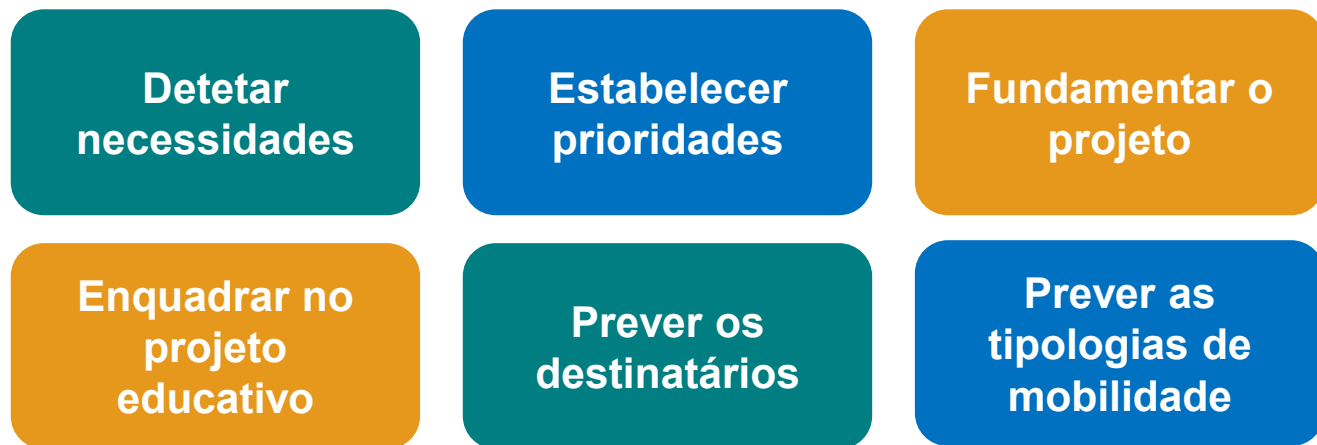 Detetar
necessidades
Estabelecer
prioridades
Fundamentar o
projeto
Enquadrar no
projeto
educativo
Prever os
destinatários
Prever as
tipologias de
mobilidade